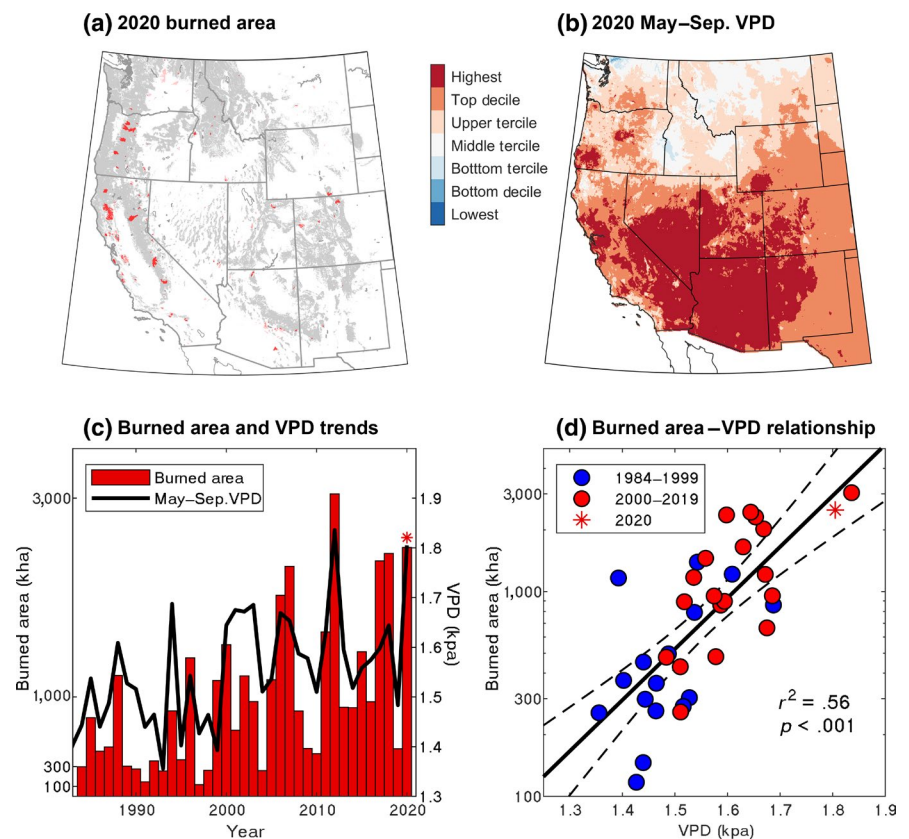 (a) 2020 burned area
(b) 2020 May–Sep. VPD
Highest
Top decile
Upper tercile
Middle tercile
Botttom tercile
Bottom decile
Lowest
(c) Burned area and VPD trends
Burned area
May–Sep.VPD
Burned area (kha)
3,000
1,000
300
100
1.9
1.8
1.7
1.6
1.5
1.4
1.3
VPD (kpa)
1990
2000
2010
2020
Year
(d) Burned area–VPD relationship
1984–1999
2000–2019
2020
Burned area (kha)
3,000
1,000
300
100
r² = .56
p < .001
1.3
1.4
1.5
1.6
1.7
1.8
1.9
VPD (kpa)